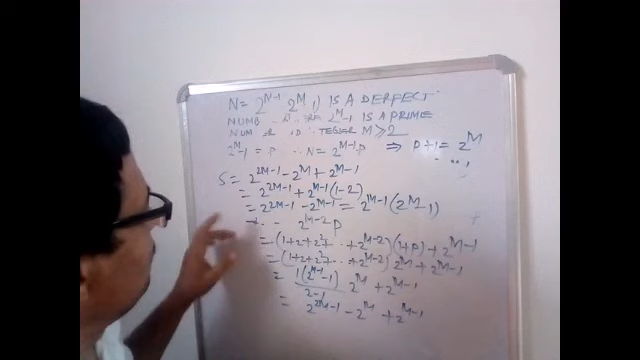 N = 2^M-1 2^M 1) IS A PERFECT
NUMB IS A PRIME
NUM M ≥ 2
2^M-1 = P N = 2^M-1 P ⇒ P+1 = 2^M
S = 2^2M-1 - 2^M + 2^M-1
= 2^2M-1 + 2^M-1 (1-2)
= 2^2M-1 - 2^M-1 = 2^M-1 (2^M 1)
2^M-2 P
= (1+2+2^2+ .. +2^M-2) (1+P) + 2^M-1
= (1+2+2^2+ .. +2^M-2) 2^M + 2^M-1
= 1(2^M-1 -1) / 2-1 2^M + 2^M-1
= 2^2M-1 - 2^M + 2^M-1